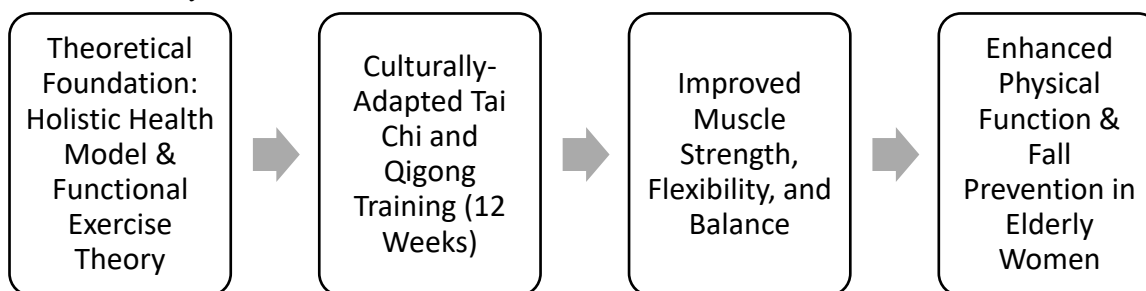 Theoretical
Foundation:
Holistic Health
Model &
Functional
Exercise
Theory
Culturally-
Adapted Tai
Chi and
Qigong
Training (12
Weeks)
Improved
Muscle
Strength,
Flexibility, and
Balance
Enhanced
Physical
Function &
Fall
Prevention in
Elderly
Women